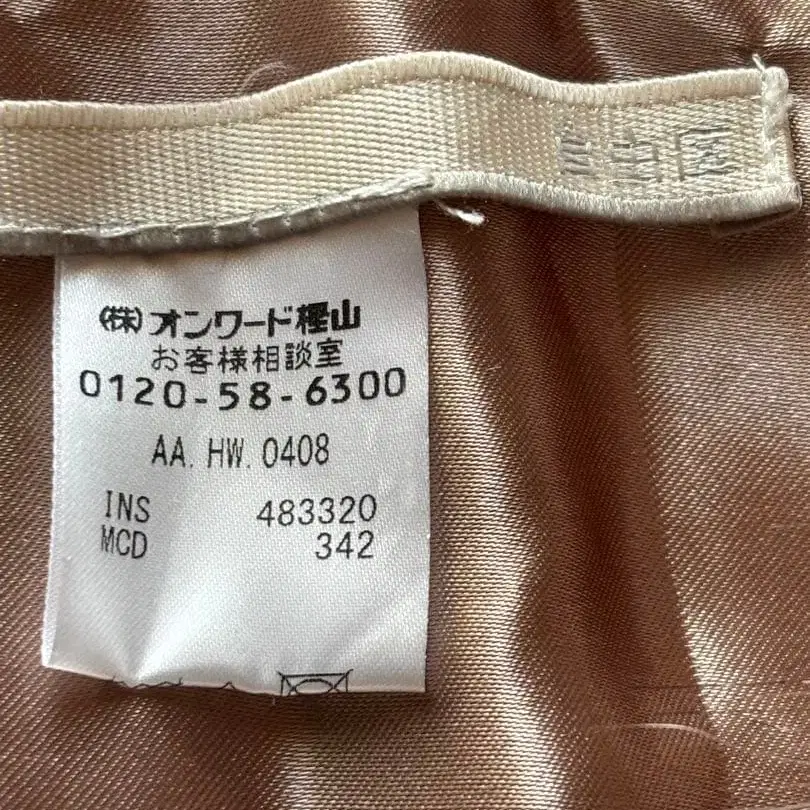 ㈱オンワード樫山
お客様相談室
0120-58-6300
AA. HW. 0408
INS 483320
MCD 342